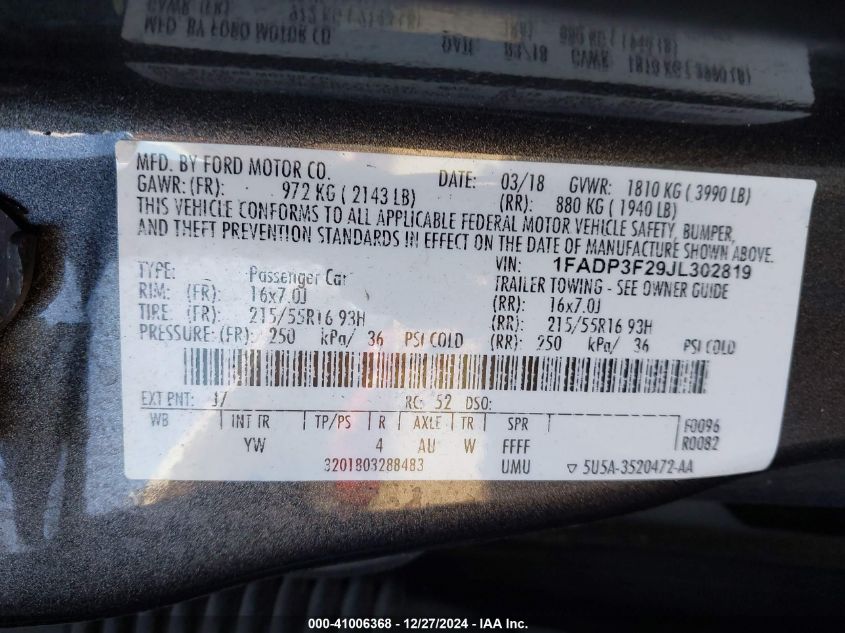 MFD. BY FORD MOTOR CO. DATE: 03/18 GVWR: 1810 KG ( 3990 LB)
GAWR: (FR): 972 KG ( 2143 LB) (RR): 880 KG ( 1940 LB)
THIS VEHICLE CONFORMS TO ALL APPLICABLE FEDERAL MOTOR VEHICLE SAFETY, BUMPER,
AND THEFT PREVENTION STANDARDS IN EFFECT ON THE DATE OF MANUFACTURE SHOWN ABOVE.
VIN: 1FADP3F29JL302819
TYPE: Passenger Car TRAILER TOWING - SEE OWNER GUIDE
RIM: (FR): 16x7.0J (RR): 16x7.0J
TIRE: (FR): 215/55R16 93H (RR): 215/55R16 93H
PRESSURE: (FR): 250 kPa/ 36 PSI COLD (RR): 250 kPa/ 36 PSI COLD
EXT PNT: J7 RC: 52 DSO:
WB INT TR TP/PS R AXLE TR SPR F0096
YW 4 AU W FFFF R0082
3201803288483 UMU ▽ 5U5A-3520472-AA
000-41006368 - 12/27/2024 - IAA Inc.